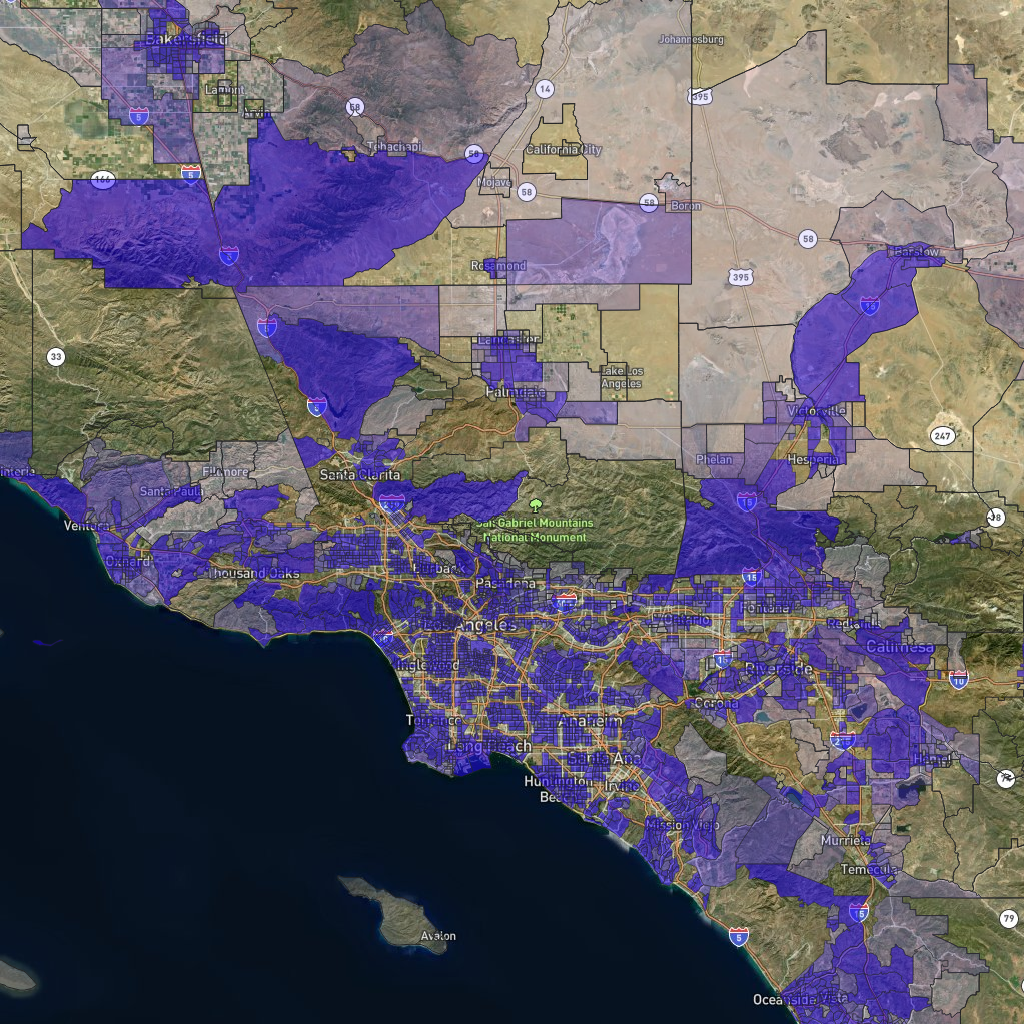 Bakersfield
Johannesburg
Lamont
14
395
58
5
Arvin
Tehachapi
58
California City
5
166
Mojave
58
58
Boron
58
5
Barstow
Rosamond
395
15
5
33
Lancaster
Lake Los
Angeles
5
Palmdale
Victorville
247
Phelan
Hesperia
Santa Clarita
Fillmore
Santa Paula
210
15
San Gabriel Mountains
National Monument
Ventura
Oxnard
Burbank
Thousand Oaks
Pasadena
15
Fontana
Los Angeles
Ontario
Redlands
Calimesa
Inglewood
15
Riverside
10
Corona
Torrance
Anaheim
Long Beach
Santa Ana
Hemet
Huntington
Beach
Irvine
Mission Viejo
Murrieta
Temecula
15
79
5
Avalon
Oceanside
Vista